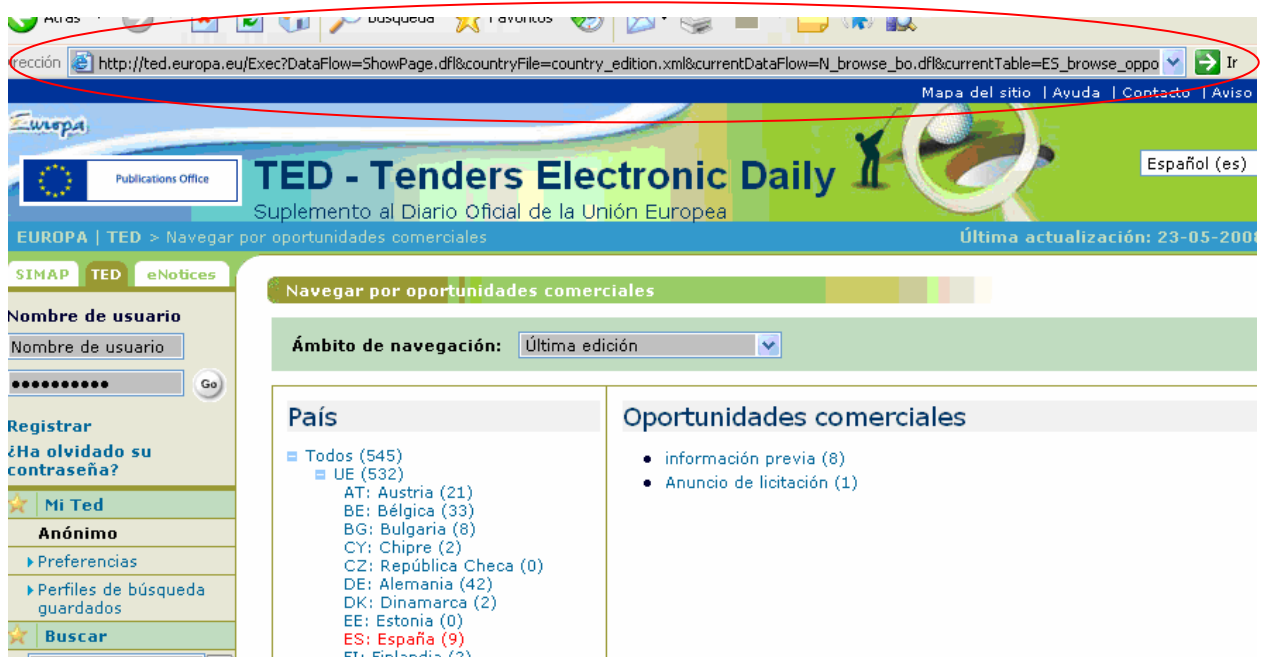 Atrás Búsqueda Favoritos
rección http://ted.europa.eu/Exec?DataFlow=ShowPage.dfl&countryFile=country_edition.xml&currentDataFlow=N_browse_bo.dfl&currentTable=ES_browse_oppo Ir
Mapa del sitio | Ayuda | Contacto | Aviso
Europa
Publications Office
TED - Tenders Electronic Daily
Español (es)
Suplemento al Diario Oficial de la Unión Europea
EUROPA | TED > Navegar por oportunidades comerciales Última actualización: 23-05-2008
SIMAP TED eNotices
Navegar por oportunidades comerciales
Nombre de usuario
Nombre de usuario
Ámbito de navegación: Última edición
•••••••••• Go
Registrar
¿Ha olvidado su
contraseña?
Mi Ted
Anónimo
Preferencias
Perfiles de búsqueda
guardados
Buscar
País
Todos (545)
UE (532)
AT: Austria (21)
BE: Bélgica (33)
BG: Bulgaria (8)
CY: Chipre (2)
CZ: República Checa (0)
DE: Alemania (42)
DK: Dinamarca (2)
EE: Estonia (0)
ES: España (9)
FI: Finlandia (3)
Oportunidades comerciales
información previa (8)
Anuncio de licitación (1)